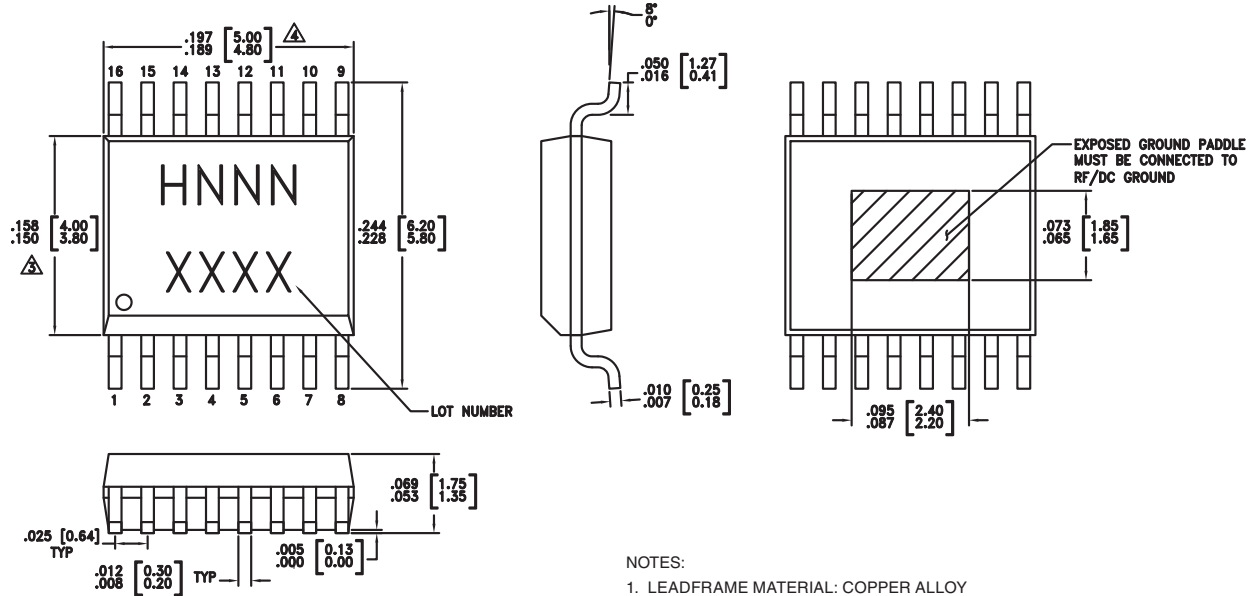 .197 [5.00] 4
.189 [4.80]
16 15 14 13 12 11 10 9
HNNN
XXXX
.158 [4.00]
.150 [3.80]
3
.244 [6.20]
.228 [5.80]
1 2 3 4 5 6 7 8
LOT NUMBER
8°
0°
.050 [1.27]
.016 [0.41]
.010 [0.25]
.007 [0.18]
EXPOSED GROUND PADDLE
MUST BE CONNECTED TO
RF/DC GROUND
.073 [1.85]
.065 [1.65]
.095 [2.40]
.087 [2.20]
.069 [1.75]
.053 [1.35]
.025 [0.64]
TYP
.012 [0.30]
.008 [0.20] TYP
.005 [0.13]
.000 [0.00]
NOTES:
1. LEADFRAME MATERIAL: COPPER ALLOY